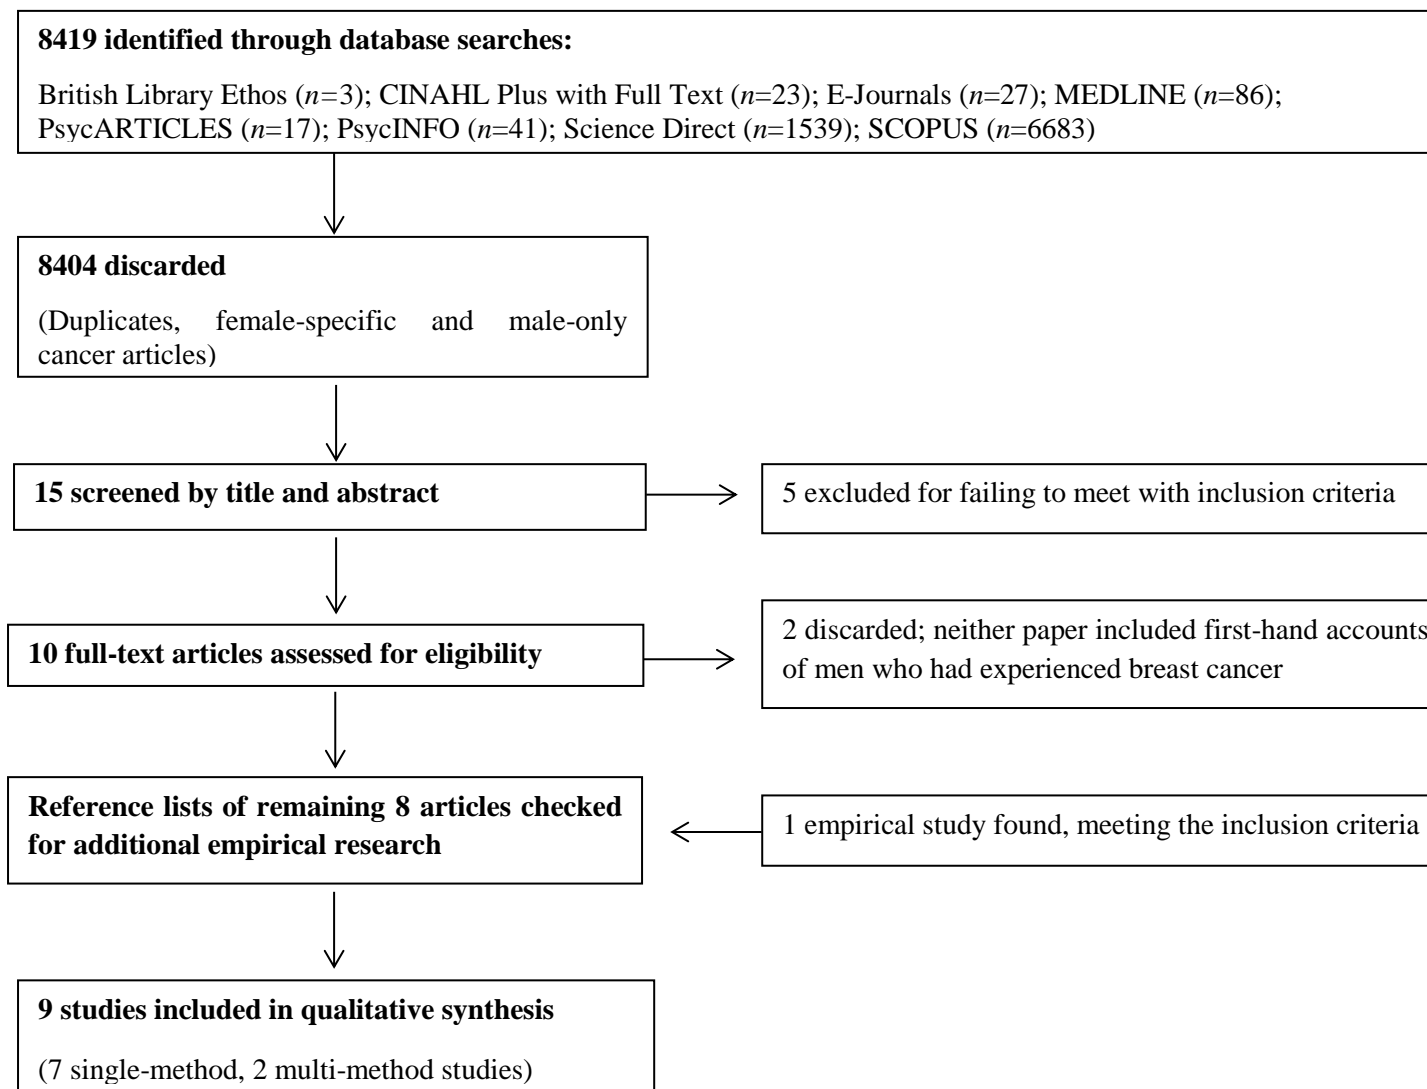 8419 identified through database searches:
British Library Ethos (n=3); CINAHL Plus with Full Text (n=23); E-Journals (n=27); MEDLINE (n=86);
PsycARTICLES (n=17); PsycINFO (n=41); Science Direct (n=1539); SCOPUS (n=6683)
8404 discarded
(Duplicates, female-specific and male-only
cancer articles)
15 screened by title and abstract
5 excluded for failing to meet with inclusion criteria
10 full-text articles assessed for eligibility
2 discarded; neither paper included first-hand accounts
of men who had experienced breast cancer
Reference lists of remaining 8 articles checked
for additional empirical research
1 empirical study found, meeting the inclusion criteria
9 studies included in qualitative synthesis
(7 single-method, 2 multi-method studies)